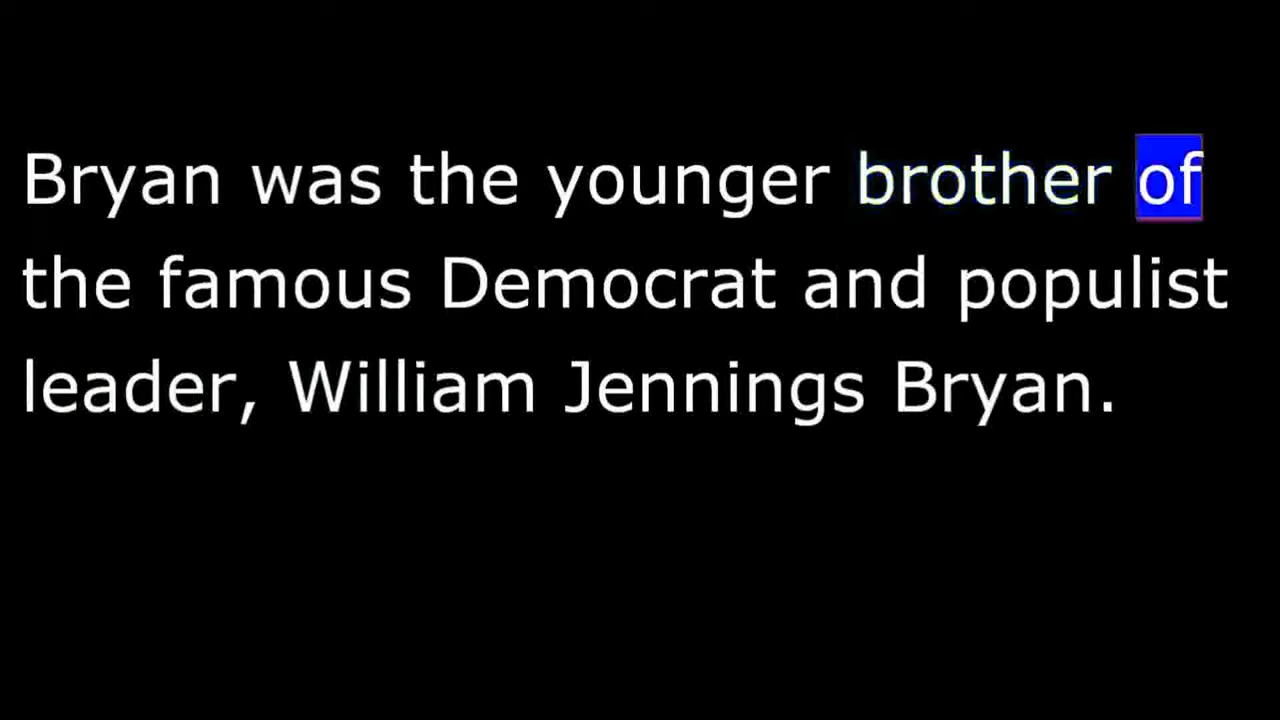 Bryan was the younger brother of
the famous Democrat and populist
leader, William Jennings Bryan.